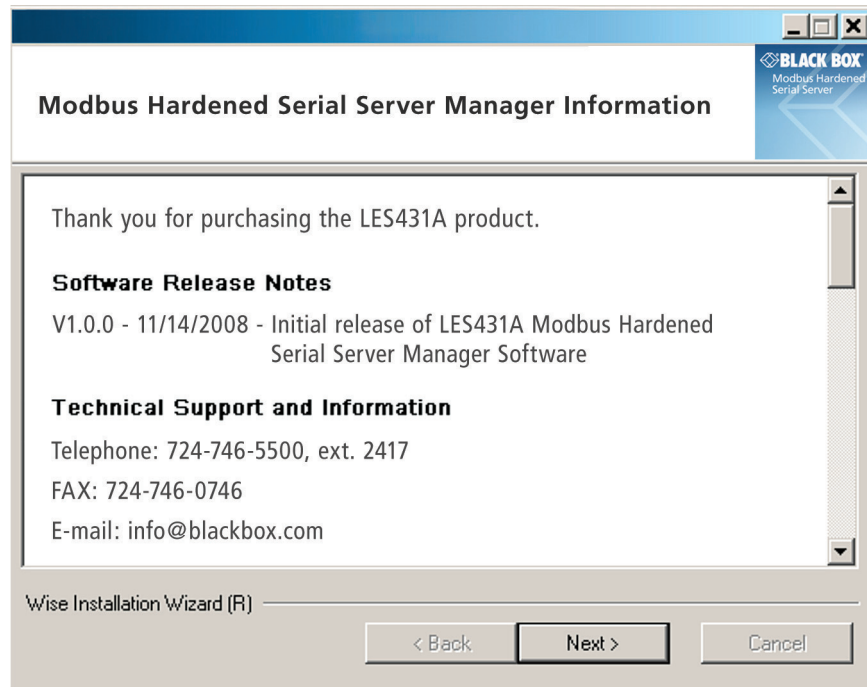 BLACK BOX
Modbus Hardened
Serial Server
Modbus Hardened Serial Server Manager Information
Thank you for purchasing the LES431A product.
Software Release Notes
V1.0.0 - 11/14/2008 - Initial release of LES431A Modbus Hardened
Serial Server Manager Software
Technical Support and Information
Telephone: 724-746-5500, ext. 2417
FAX: 724-746-0746
E-mail: info@blackbox.com
Wise Installation Wizard (R)
< Back
Next >
Cancel